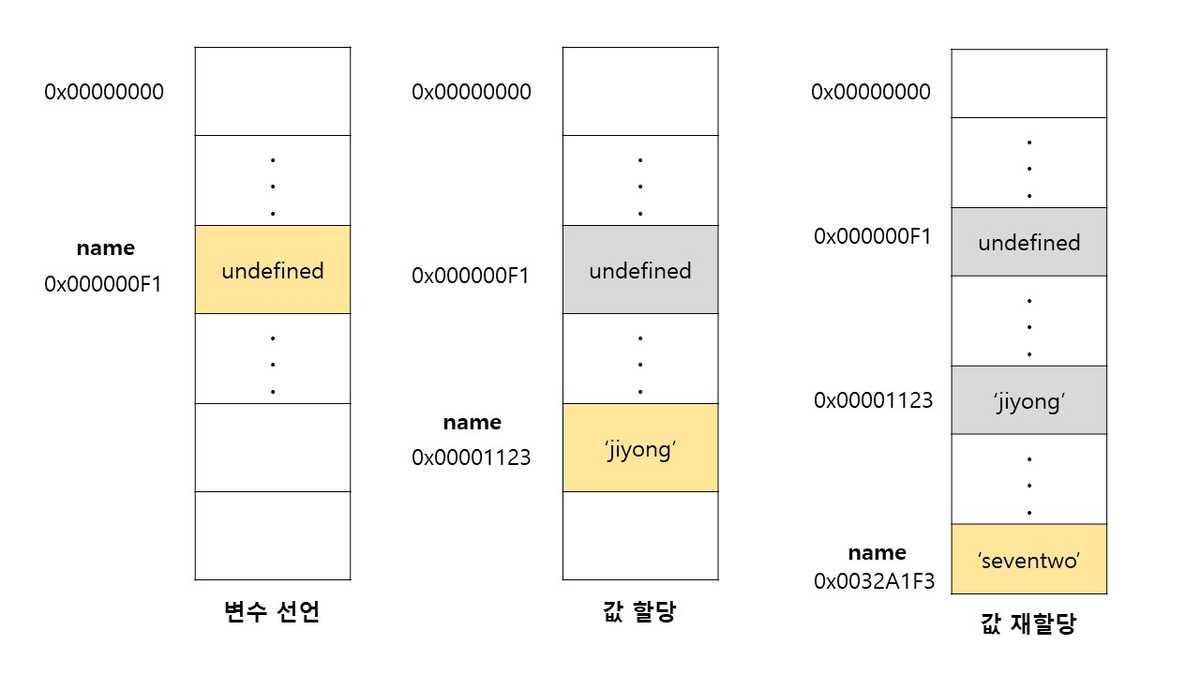 0x00000000
name
0x000000F1
undefined
변수 선언
0x00000000
0x000000F1
undefined
name
0x00001123
‘jiyong’
값 할당
0x00000000
0x000000F1
undefined
0x00001123
‘jiyong’
name
0x0032A1F3
‘seventwo’
값 재할당